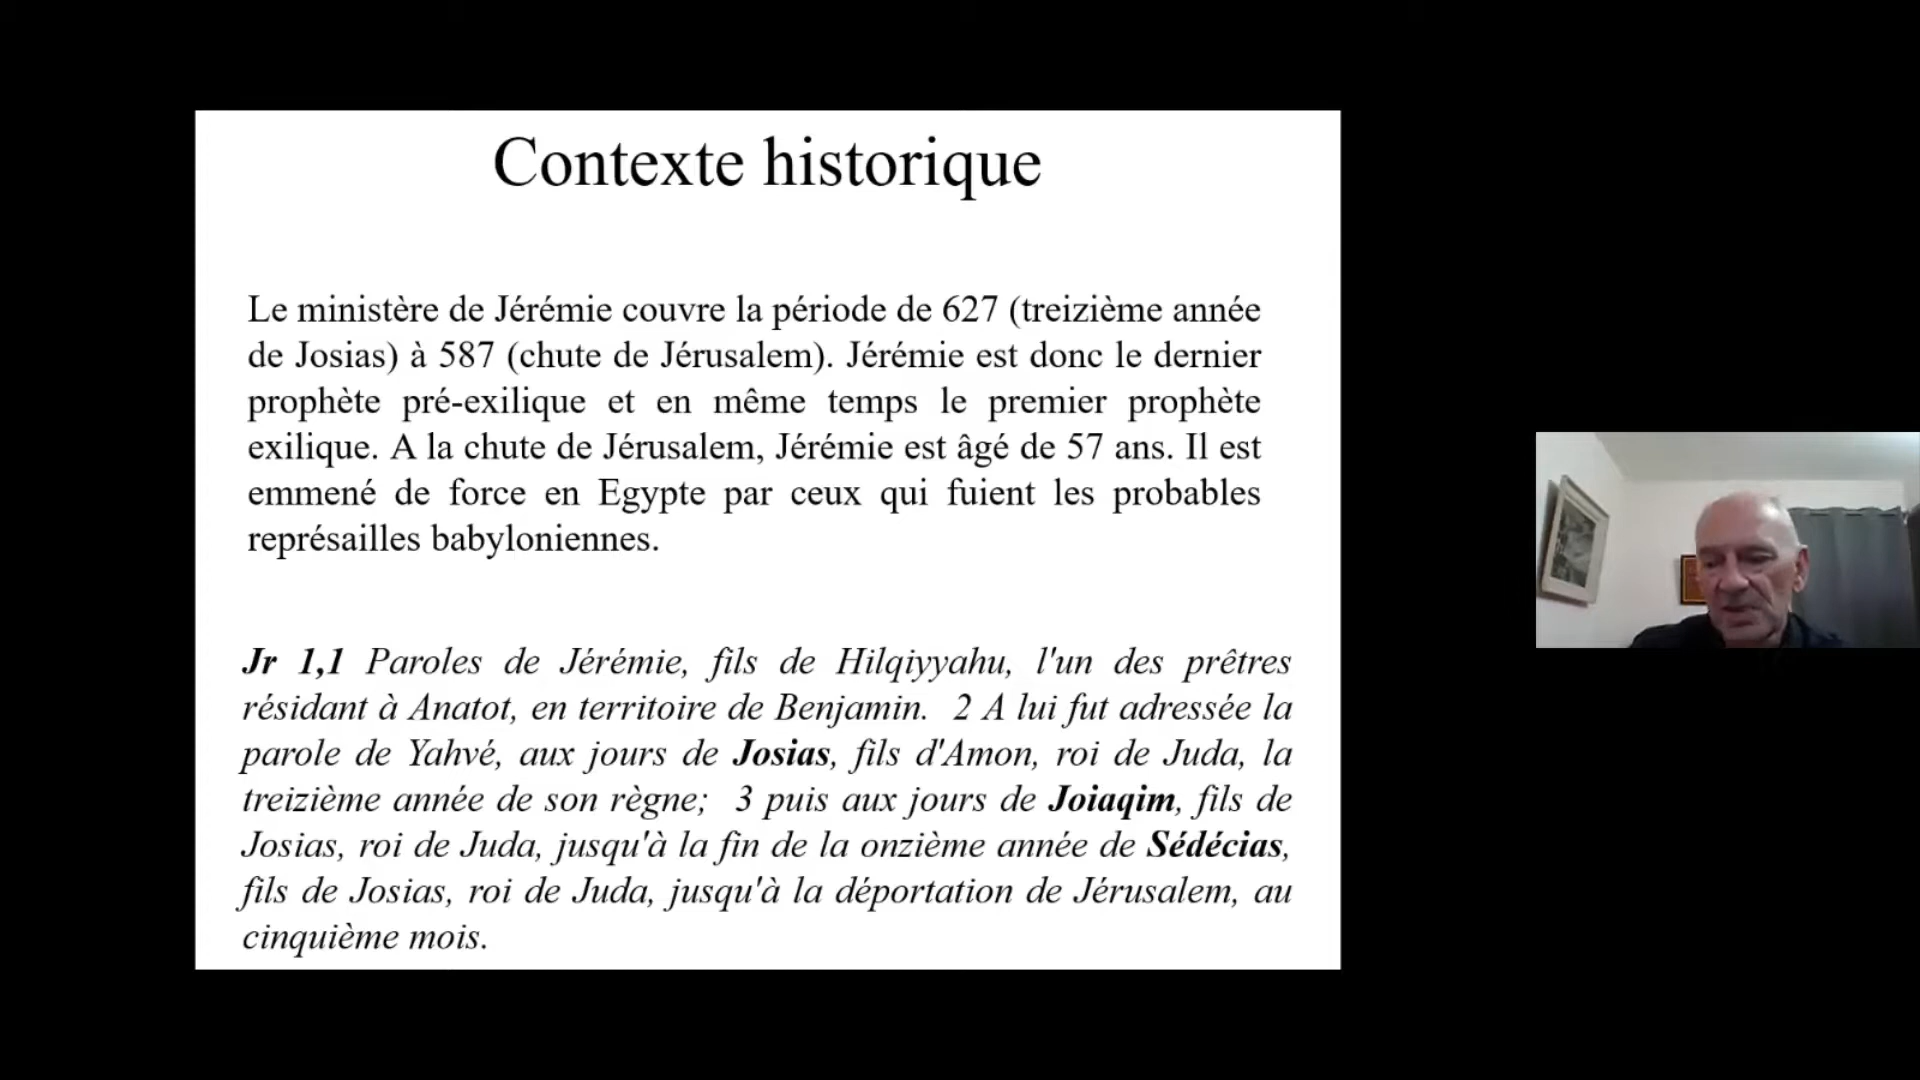 Contexte historique
Le ministère de Jérémie couvre la période de 627 (treizième année
de Josias) à 587 (chute de Jérusalem). Jérémie est donc le dernier
prophète pré-exilique et en même temps le premier prophète
exilique. A la chute de Jérusalem, Jérémie est âgé de 57 ans. Il est
emmené de force en Egypte par ceux qui fuient les probables
représailles babyloniennes.
Jr 1,1 Paroles de Jérémie, fils de Hilqiyyahu, l'un des prêtres
résidant à Anatot, en territoire de Benjamin. 2 A lui fut adressée la
parole de Yahvé, aux jours de Josias, fils d'Amon, roi de Juda, la
treizième année de son règne; 3 puis aux jours de Joiaqim, fils de
Josias, roi de Juda, jusqu'à la fin de la onzième année de Sédécias,
fils de Josias, roi de Juda, jusqu'à la déportation de Jérusalem, au
cinquième mois.